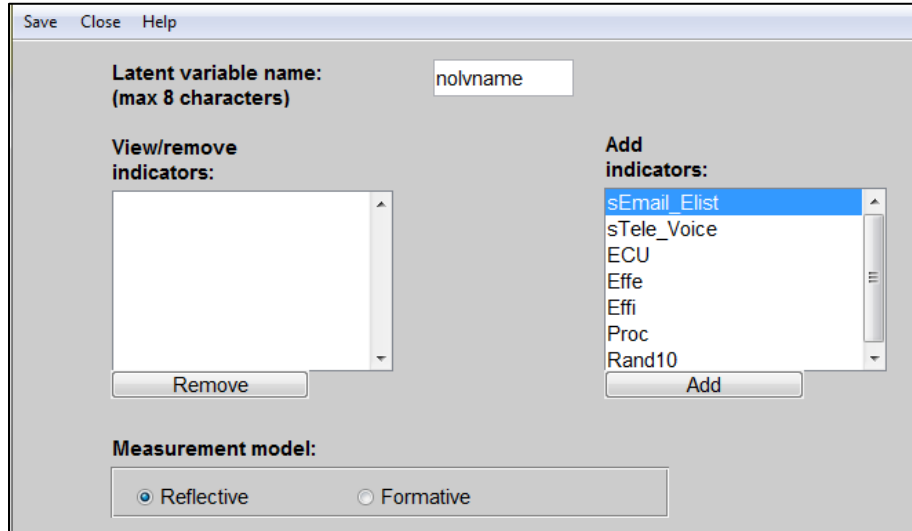 Save Close Help
Latent variable name:
(max 8 characters)
nolvname
View/remove
indicators:
Add
indicators:
sEmail_Elist
sTele_Voice
ECU
Effe
Effi
Proc
Rand10
Remove
Add
Measurement model:
Reflective Formative